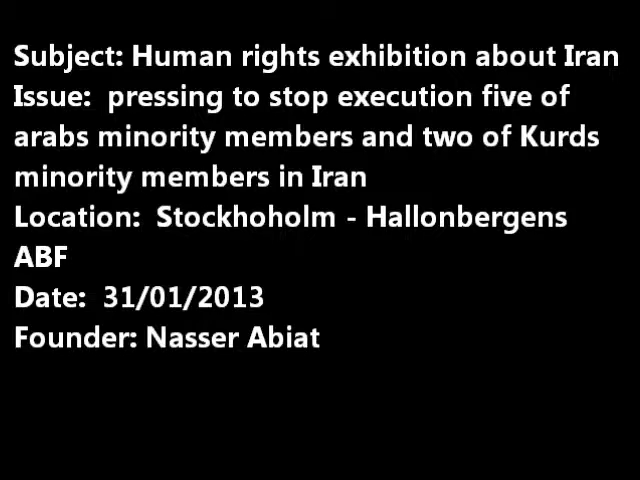 Subject: Human rights exhibition about Iran
Issue:  pressing to stop execution five of
arabs minority members and two of Kurds
minority members in Iran
Location:  Stockhoholm - Hallonbergens
ABF
Date:  31/01/2013
Founder: Nasser Abiat